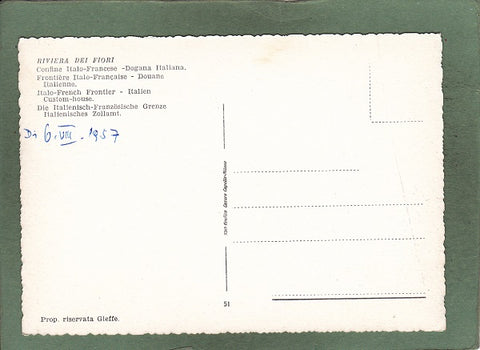 RIVIERA DEI FIORI
Confine Italo-Francese -Dogana Italiana.
Frontière Italo-Française - Douane
Italienne.
Italo-French Frontier - Italien
Custom-house.
Die Italienisch-Französische Grenze
Italienisches Zollamt.
Di 6. VIII. 1957
51
Prop. riservata Gieffe.